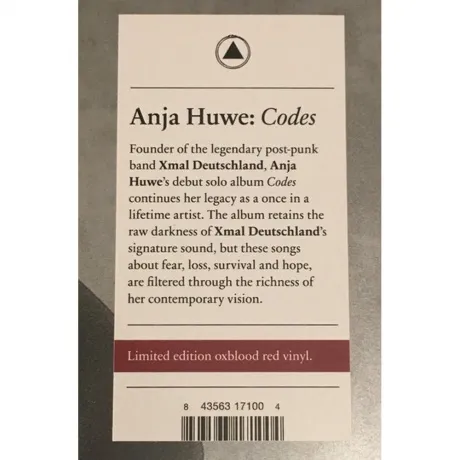 Anja Huwe: Codes
Founder of the legendary post-punk
band Xmal Deutschland, Anja
Huwe's debut solo album Codes
continues her legacy as a once in a
lifetime artist. The album retains the
raw darkness of Xmal Deutschland's
signature sound, but these songs
about fear, loss, survival and hope,
are filtered through the richness of
her contemporary vision.
Limited edition oxblood red vinyl.
8 43563 17100 4